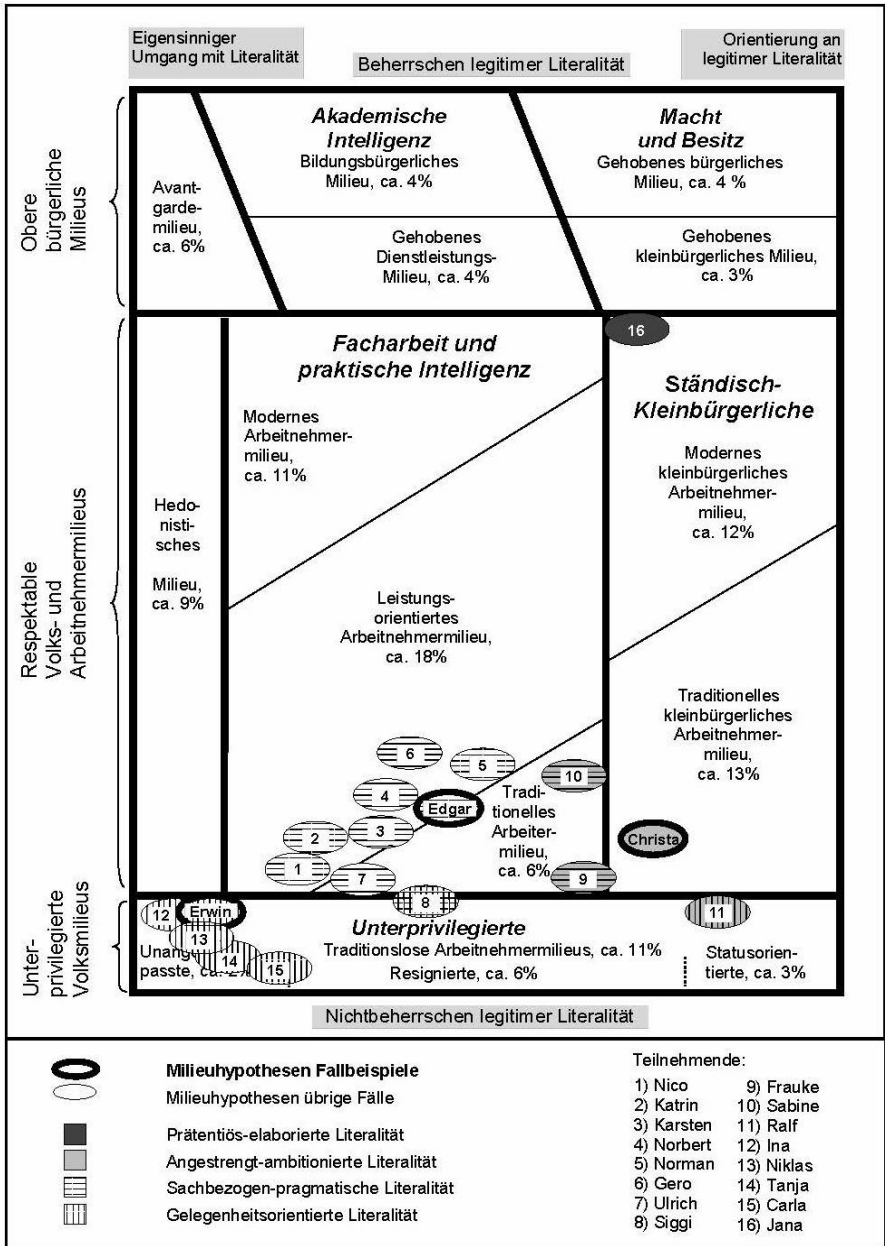 Eigensinniger
Umgang mit Literalität
Beherrschen legitimer Literalität
Orientierung an
legitimer Literalität
Obere
bürgerliche
Milieus
Avant-
garde-
milieu,
ca. 6%
Akademische
Intelligenz
Bildungsbürgerliches
Milieu, ca. 4%
Macht
und Besitz
Gehobenes bürgerliches
Milieu, ca. 4 %
Gehobenes
Dienstleistungs-
Milieu, ca. 4%
Gehobenes
kleinbürgerliches Milieu,
ca. 3%
Respektable
Volks- und
Arbeitnehmermilieus
Hedo-
nisti-
sches
Milieu,
ca. 9%
Facharbeit und
praktische Intelligenz
Modernes
Arbeitnehmer-
milieu,
ca. 11%
Leistungs-
orientiertes
Arbeitnehmermilieu,
ca. 18%
16
Ständisch-
Kleinbürgerliche
Modernes
kleinbürgerliches
Arbeitnehmer-
milieu,
ca. 12%
Traditionelles
kleinbürgerliches
Arbeitnehmer-
milieu,
ca. 13%
6
5
10
4
Edgar
Traditi-
onelles
Arbeiter-
milieu,
ca. 6%
2
3
Christa
1
7
9
Unter-
privilegierte
Volksmilieus
8
12
Erwin
11
13
14
15
Unterprivilegierte
Traditionslose Arbeitnehmermilieus, ca. 11%
Resignierte, ca. 6%
passte,
Statusorien-
tierte, ca. 3%
Nichtbeherrschen legitimer Literalität
Milieuhypothesen Fallbeispiele
Milieuhypothesen übrige Fälle
Prätentiös-elaborierte Literalität
Angestrengt-ambitionierte Literalität
Sachbezogen-pragmatische Literalität
Gelegenheitsorientierte Literalität
Teilnehmende:
1) Nico
2) Katrin
3) Karsten
4) Norbert
5) Norman
6) Gero
7) Ulrich
8) Siggi
9) Frauke
10) Sabine
11) Ralf
12) Ina
13) Niklas
14) Tanja
15) Carla
16) Jana